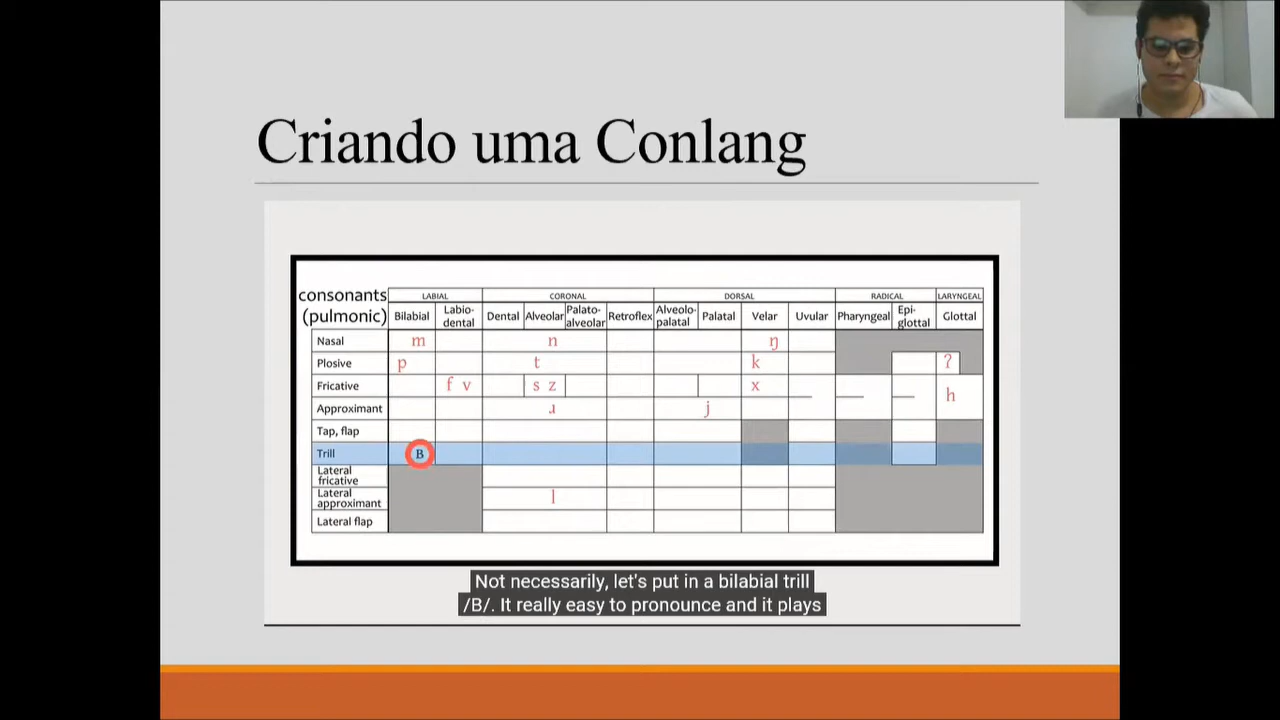 Criando uma Conlang
consonants (pulmonic)
LABIAL CORONAL DORSAL RADICAL LARYNGEAL
Bilabial Labio-dental Dental Alveolar Palato-alveolar Retroflex Alveolo-palatal Palatal Velar Uvular Pharyngeal Epi-glottal Glottal
Nasal m n ŋ
Plosive p t k ʔ
Fricative f v s z x h
Approximant ɹ j
Tap, flap
Trill ʙ
Lateral fricative
Lateral approximant l
Lateral flap
Not necessarily, let's put in a bilabial trill
/B/. It really easy to pronounce and it plays